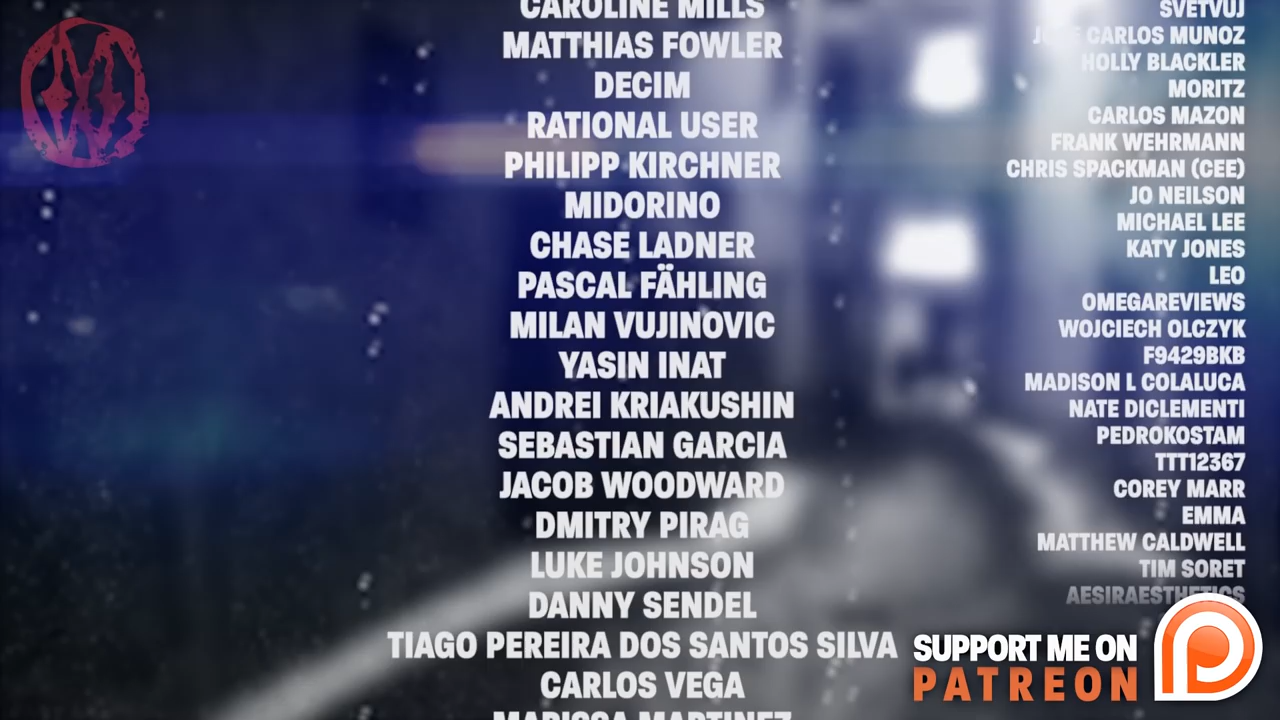 CAROLINE MILLS
MATTHIAS FOWLER
DECIM
RATIONAL USER
PHILIPP KIRCHNER
MIDORINO
CHASE LADNER
PASCAL FÄHLING
MILAN VUJINOVIC
YASIN INAT
ANDREI KRIAKUSHIN
SEBASTIAN GARCIA
JACOB WOODWARD
DMITRY PIRAG
LUKE JOHNSON
DANNY SENDEL
TIAGO PEREIRA DOS SANTOS SILVA
CARLOS VEGA
MARISSA MARTINEZ
SVETVUJ
JOSE CARLOS MUNOZ
HOLLY BLACKLER
MORITZ
CARLOS MAZON
FRANK WEHRMANN
CHRIS SPACKMAN (CEE)
JO NEILSON
MICHAEL LEE
KATY JONES
LEO
OMEGAREVIEWS
WOJCIECH OLCZYK
F9429BKB
MADISON L COLALUCA
NATE DICLEMENTI
PEDROKOSTAM
TTT12367
COREY MARR
EMMA
MATTHEW CALDWELL
TIM SORET
AESIRAESTHETICS
SUPPORT ME ON
PATREON